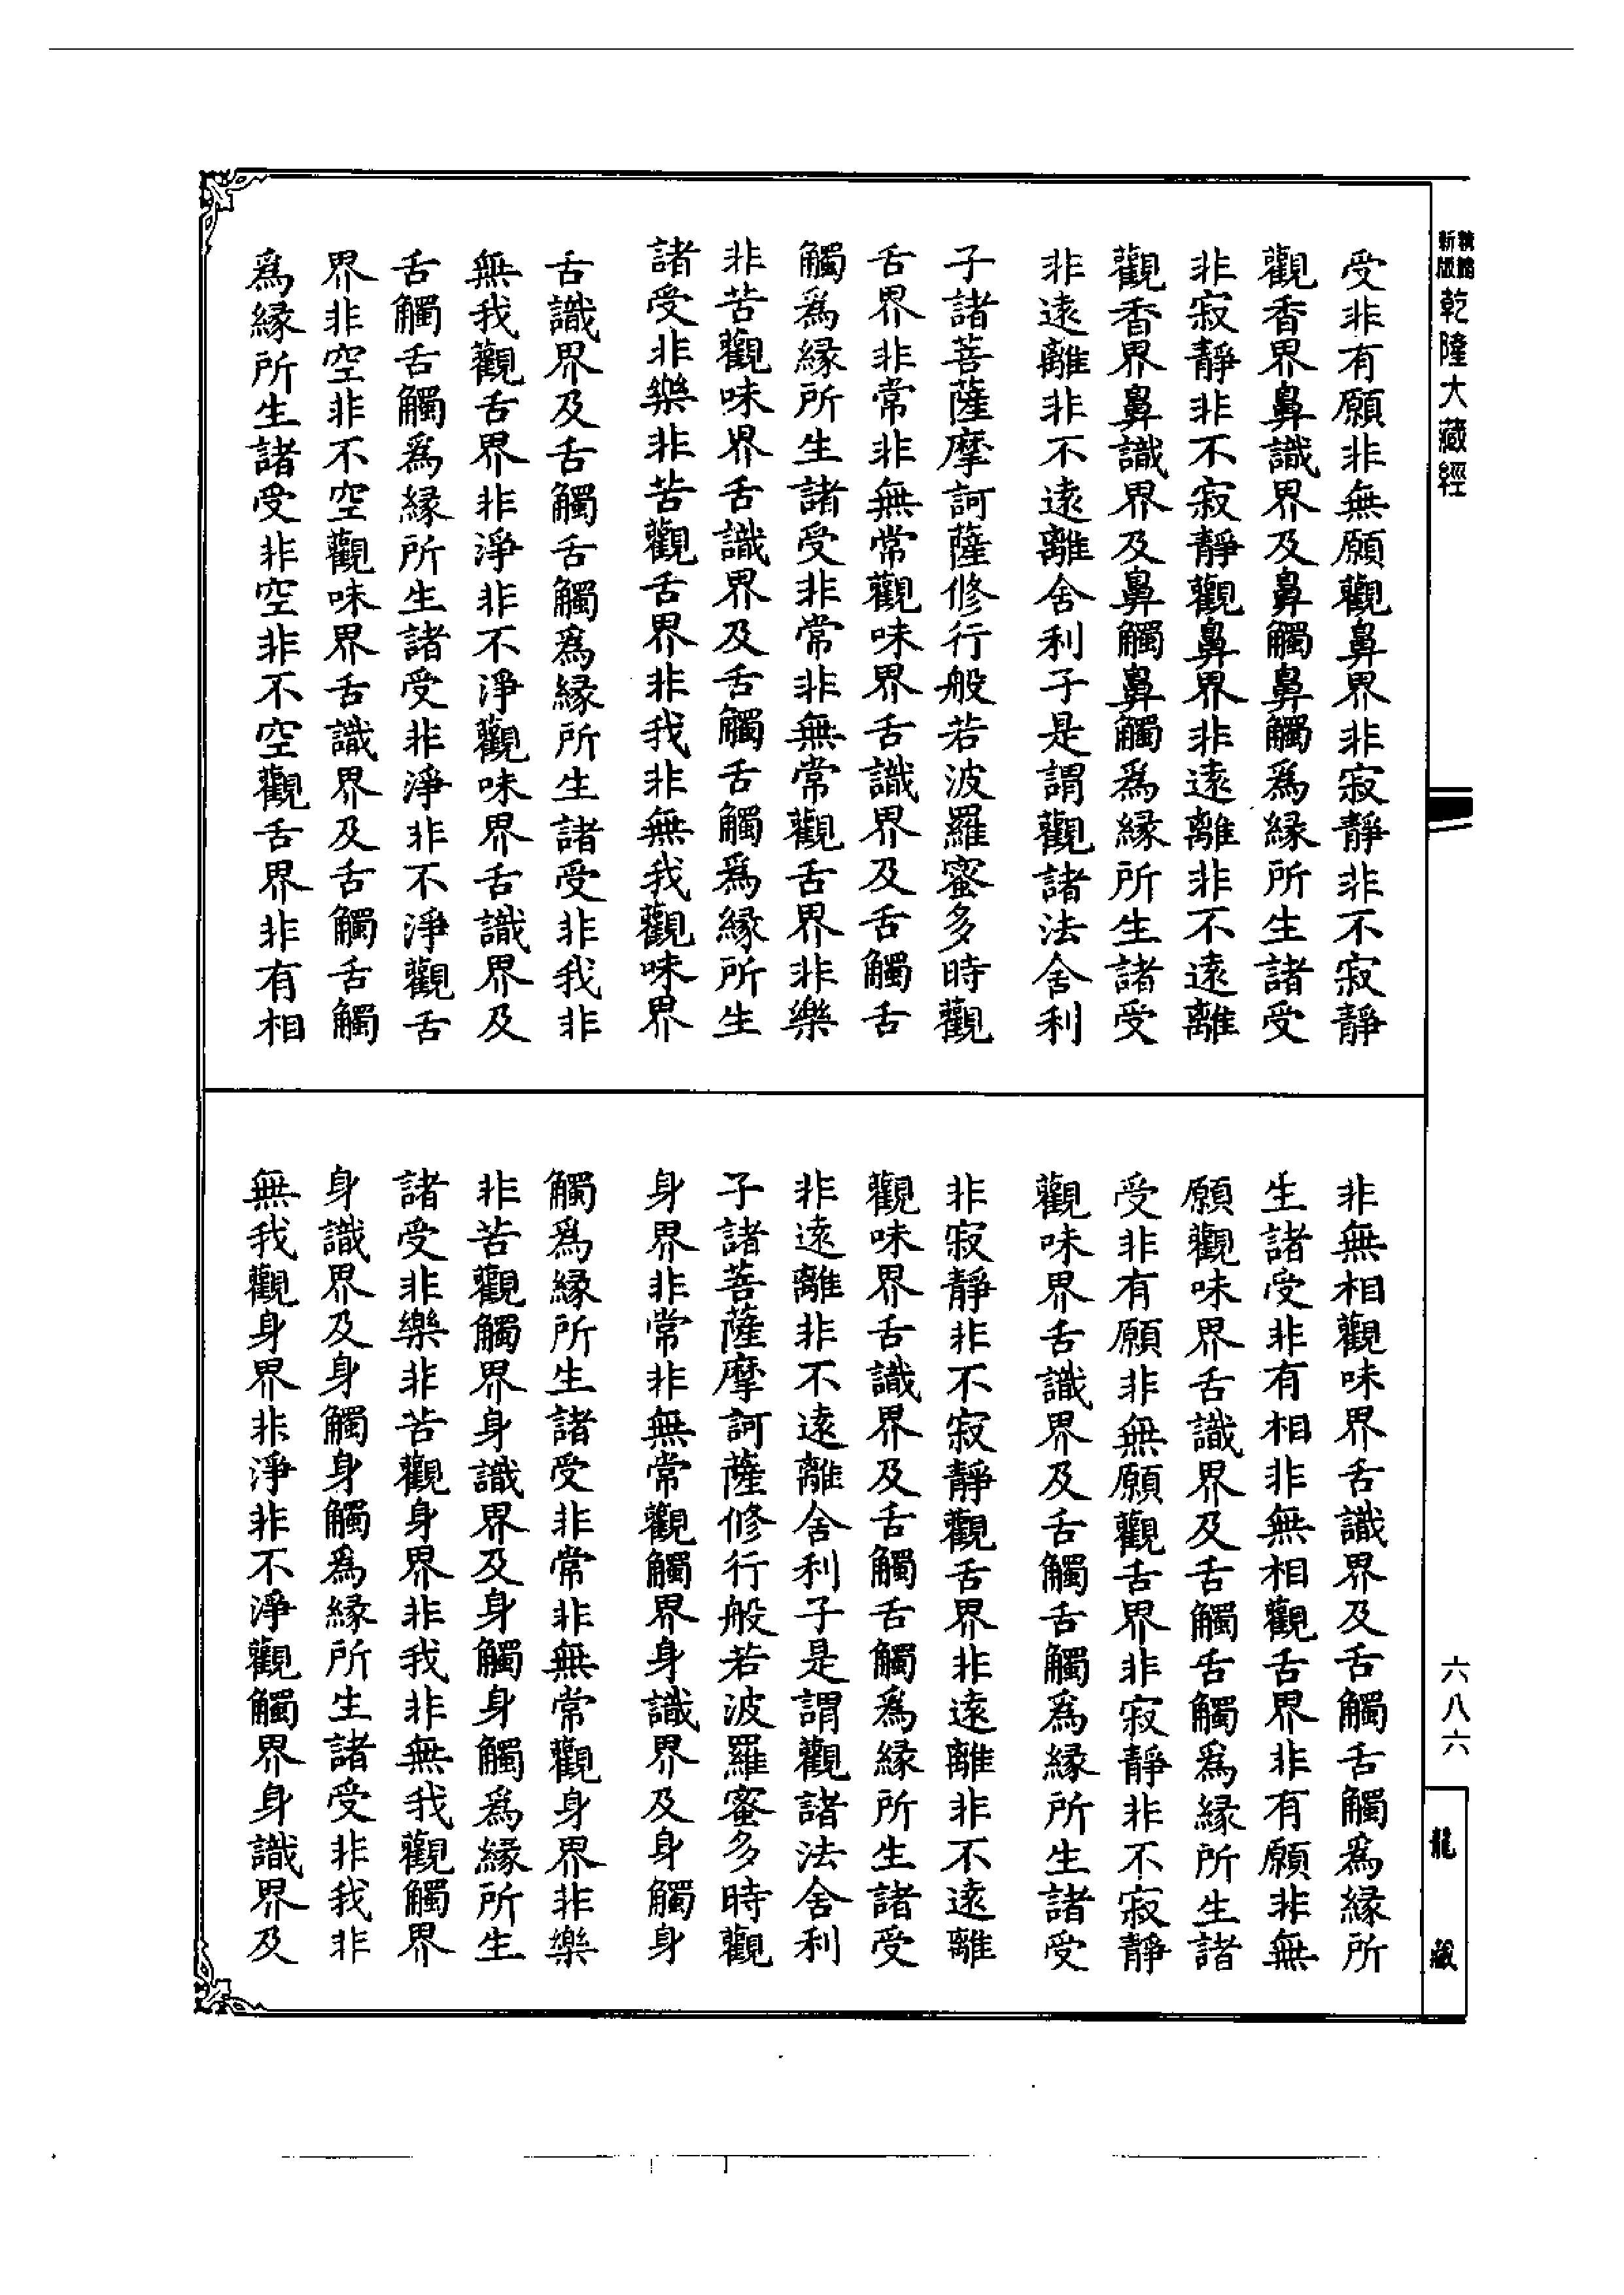 乾隆大藏經
受非有願非無願觀鼻界非寂靜非不寂靜
觀香界鼻識界及鼻觸鼻觸爲緣所生諸受
非寂靜非不寂靜觀鼻界非遠離非不遠離
觀香界鼻識界及鼻觸鼻觸爲緣所生諸受
非遠離非不遠離舍利子是謂觀諸法舍利
子諸菩薩摩訶薩修行般若波羅蜜多時觀
舌界非常非無常觀味界舌識界及舌觸舌
觸爲緣所生諸受非常非無常觀舌界非樂
非苦觀味界舌識界及舌觸舌觸爲緣所生
諸受非樂非苦觀舌界非我非無我觀味界
舌識界及舌觸舌觸爲緣所生諸受非我非
無我觀舌界非淨非不淨觀味界舌識界及
舌觸舌觸爲緣所生諸受非淨非不淨觀舌
界非空非不空觀味界舌識界及舌觸舌觸
爲緣所生諸受非空非不空觀舌界非有相
非無相觀味界舌識界及舌觸舌觸爲緣所
生諸受非有相非無相觀舌界非有願非無
願觀味界舌識界及舌觸舌觸爲緣所生諸
受非有願非無願觀舌界非寂靜非不寂靜
觀味界舌識界及舌觸舌觸爲緣所生諸受
非寂靜非不寂靜觀舌界非遠離非不遠離
觀味界舌識界及舌觸舌觸爲緣所生諸受
非遠離非不遠離舍利子是謂觀諸法舍利
子諸菩薩摩訶薩修行般若波羅蜜多時觀
身界非常非無常觀觸界身識界及身觸身
觸爲緣所生諸受非常非無常觀身界非樂
非苦觀觸界身識界及身觸身觸爲緣所生
諸受非樂非苦觀身界非我非無我觀觸界
身識界及身觸身觸爲緣所生諸受非我非
無我觀身界非淨非不淨觀觸界身識界及
六八六
龍藏